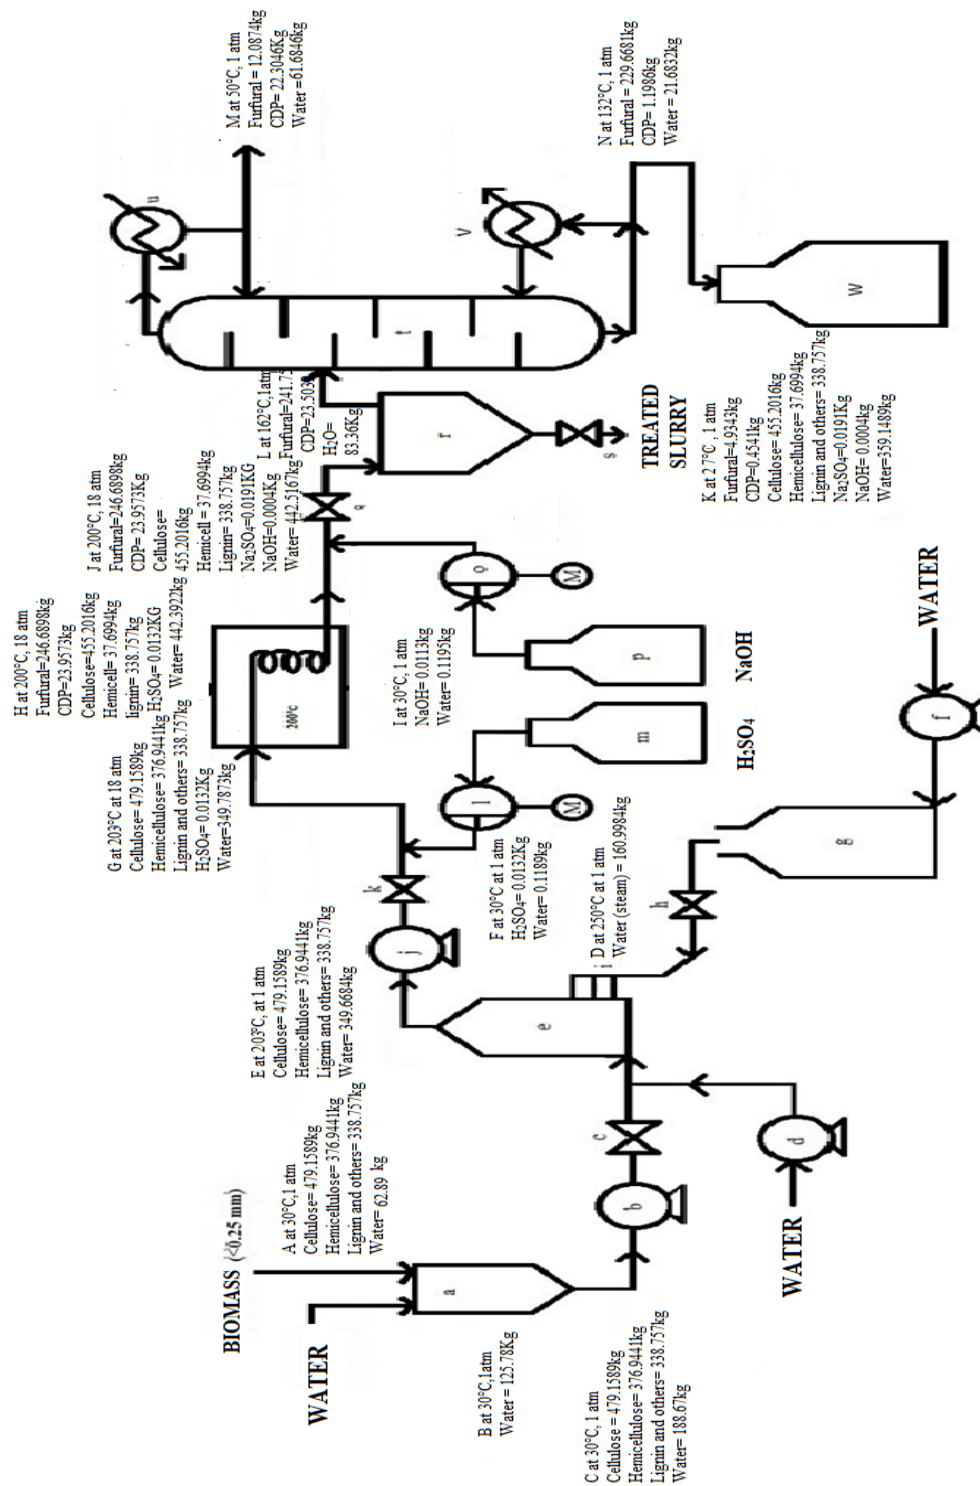 BIOMASS (<0.25 mm)
WATER
A at 30°C,1 atm
Cellulose= 479.1589kg
Hemicellulose= 376.9441kg
Lignin and others= 338.757kg
Water= 62.89 kg
a
B at 30°C,1atm
Water = 125.78Kg
C at 30°C, 1 atm
Cellulose = 479.1589kg
Hemicellulose= 376.9441kg
Lignin and others= 338.757kg
Water= 188.67kg
b
c
WATER
d
E at 203°C, at 1 atm
Cellulose= 479.1589kg
Hemicellulose= 376.9441kg
Lignin and others= 338.757kg
Water= 349.6684kg
e
i
D at 250°C at 1 atm
Water (steam) = 160.9984kg
h
g
f
WATER
j
k
F at 30°C at 1 atm
H2SO4= 0.0132Kg
Water= 0.1189kg
l
M
m
H2SO4
G at 203°C at 18 atm
Cellulose= 479.1589kg
Hemicellulose= 376.9441kg
Lignin and others= 338.757kg
H2SO4= 0.0132Kg
Water=349.7873kg
200°c
H at 200°C, 18 atm
Furfural=246.6898kg
CDP=23.9573kg
Cellulose=455.2016kg
Hemicell= 37.6994kg
lignin= 338.757kg
H2SO4= 0.0132KG
Water= 442.3922kg
I at 30°C, 1 atm
NaOH= 0.0113kg
Water= 0.1195kg
o
M
p
NaOH
J at 200°C, 18 atm
Furfural=246.6898kg
CDP= 23.9573Kg
Cellulose=
455.2016kg
Hemicell = 37.6994kg
Lignin= 338.757kg
Na2SO4=0.0191KG
NaOH=0.0004Kg
Water= 442.5167kg
L at 162°C,1atm
Furfural=241.75
CDP=23.503
H2O=
83.36Kg
r
s
TREATED
SLURRY
K at 27°C , 1 atm
Furfural=4.9343kg
CDP=0.4541kg
Cellulose= 455.2016kg
Hemicellulose= 37.6994kg
Lignin and others= 338.757kg
Na2SO4=0.0191Kg
NaOH= 0.0004kg
Water=359.1489kg
t
u
M at 50°C, 1 atm
Furfural = 12.0874kg
CDP= 22.3046Kg
Water =61.6846kg
V
N at 132°C, 1 atm
Furfural = 229.6681kg
CDP= 1.1986kg
Water = 21.6832kg
W